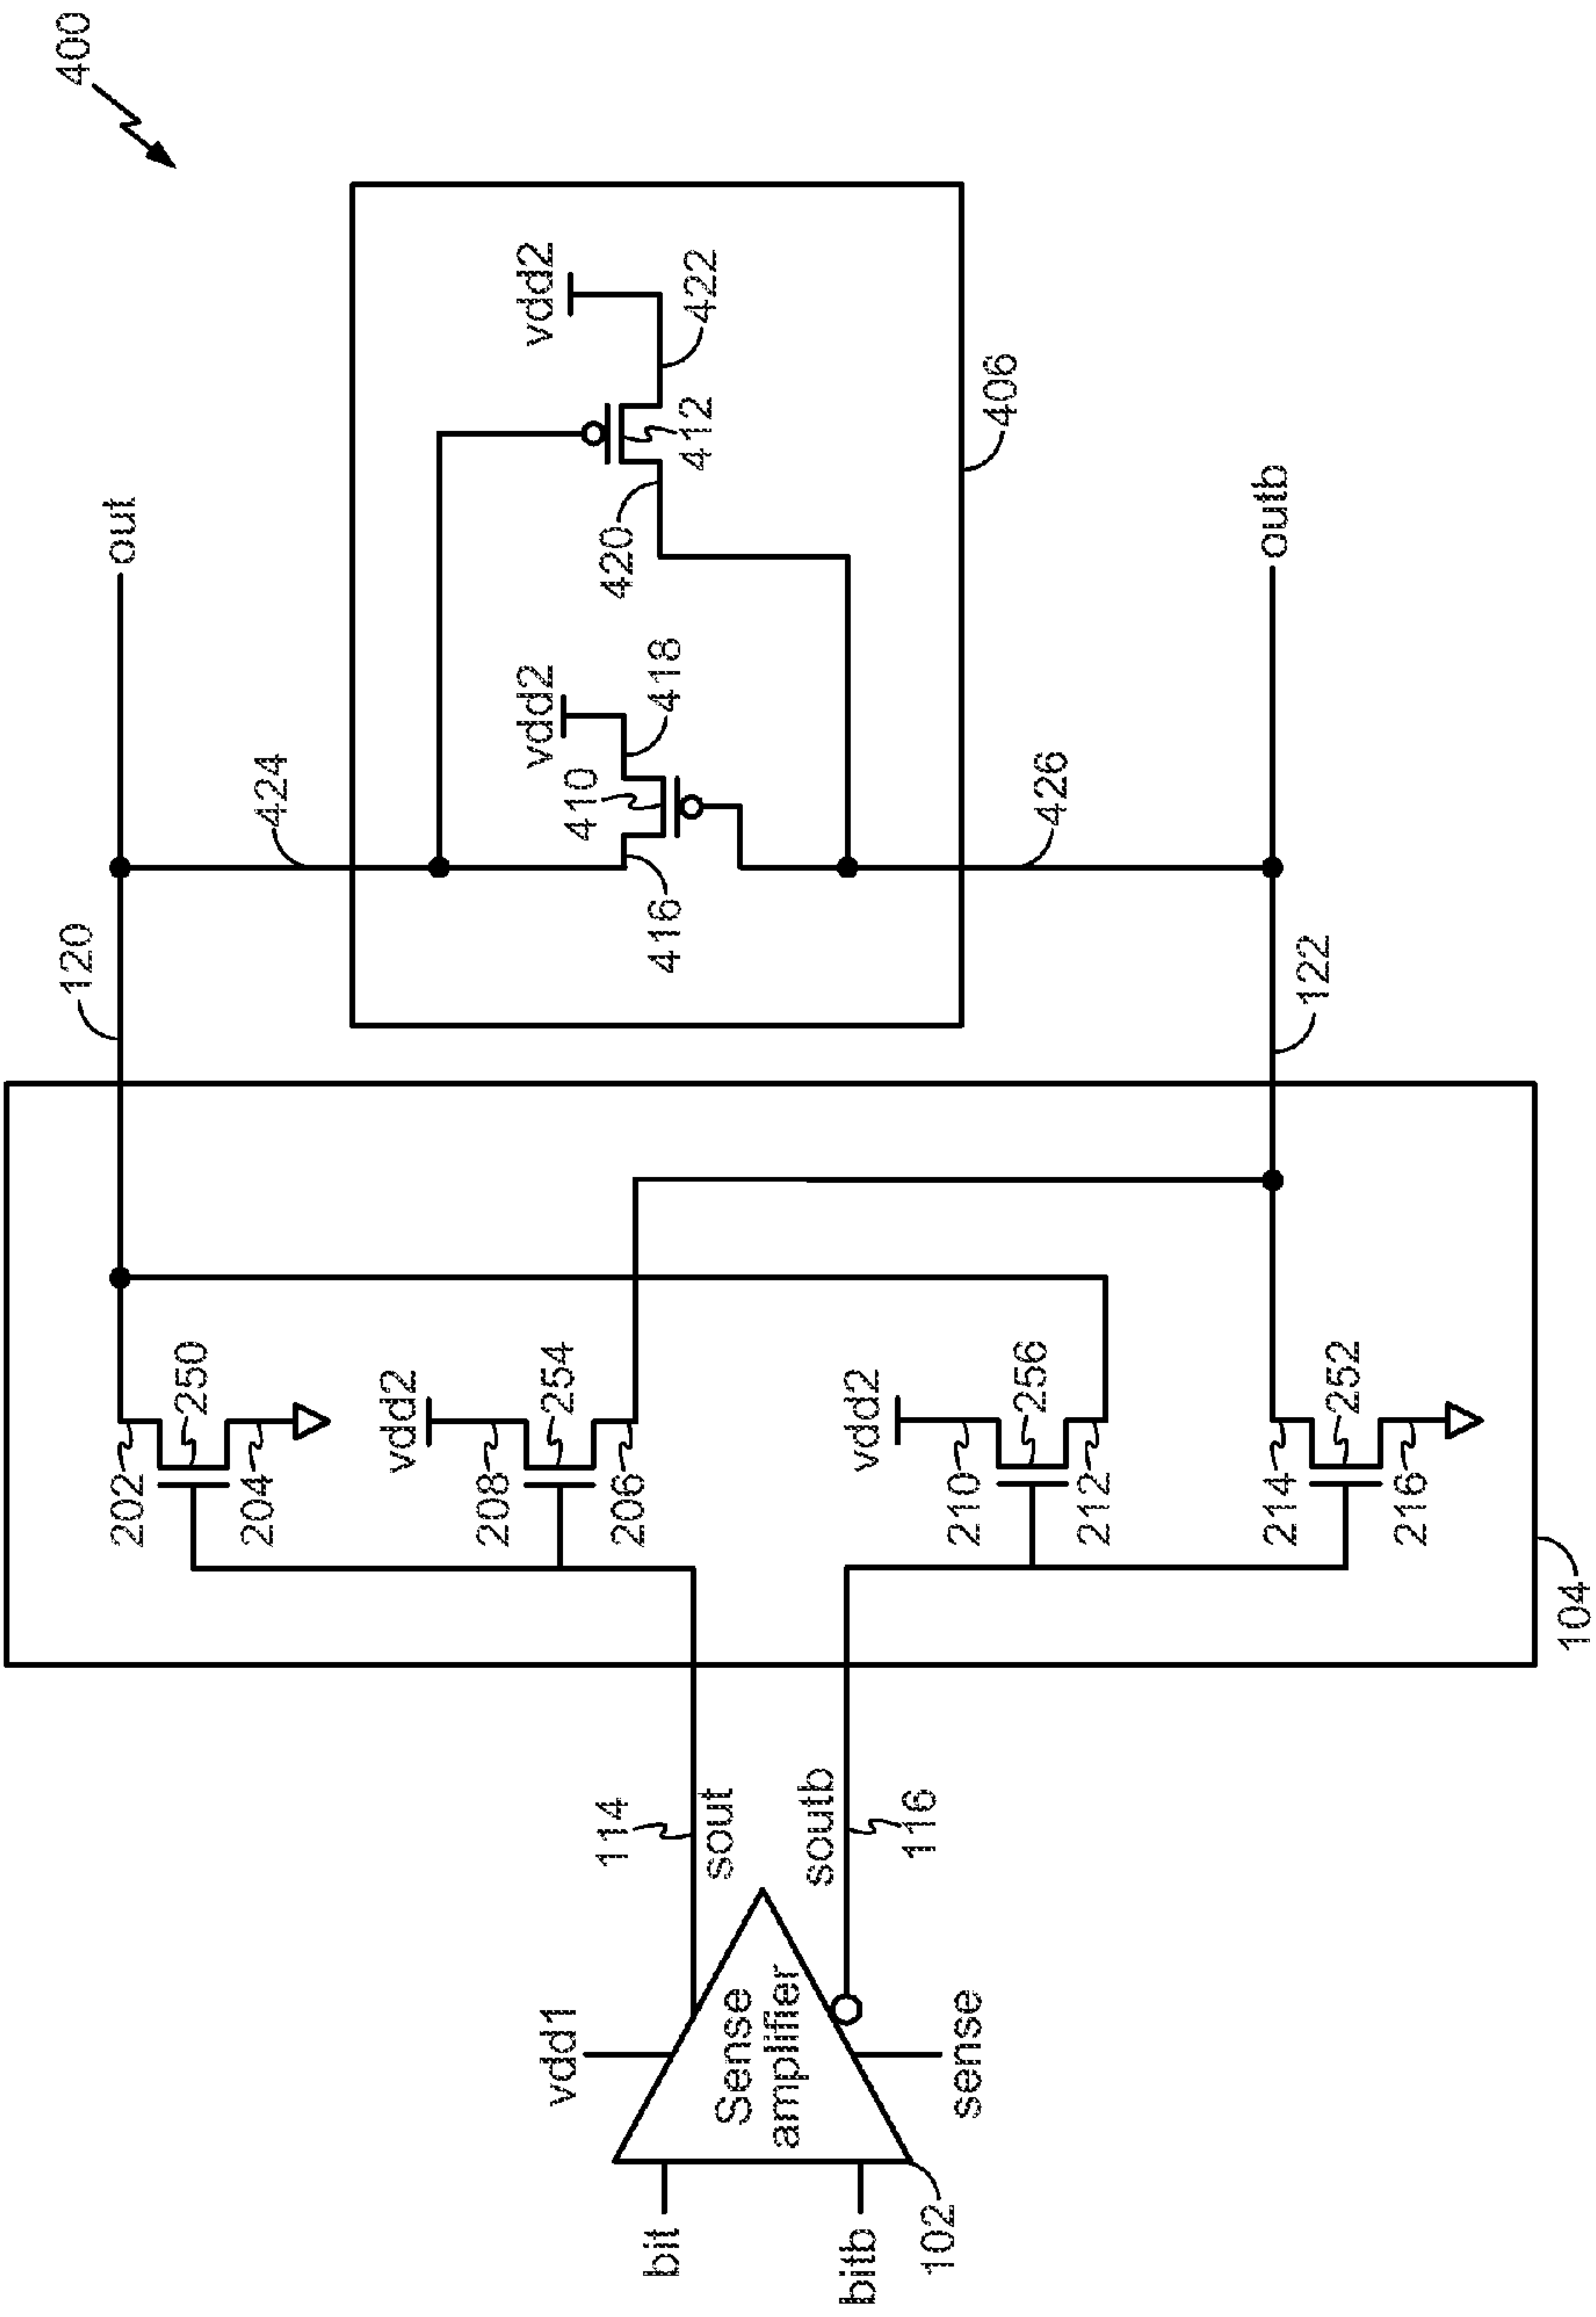 400
out
120
424
vdd2
422
412
420
vdd2
418
410
416
406
426
outb
122
202
250
204
vdd2
208
254
206
vdd2
210
256
212
214
252
216
104
114
sout
soutb
116
vdd1
Sense
amplifier
sense
bit
bitb
102